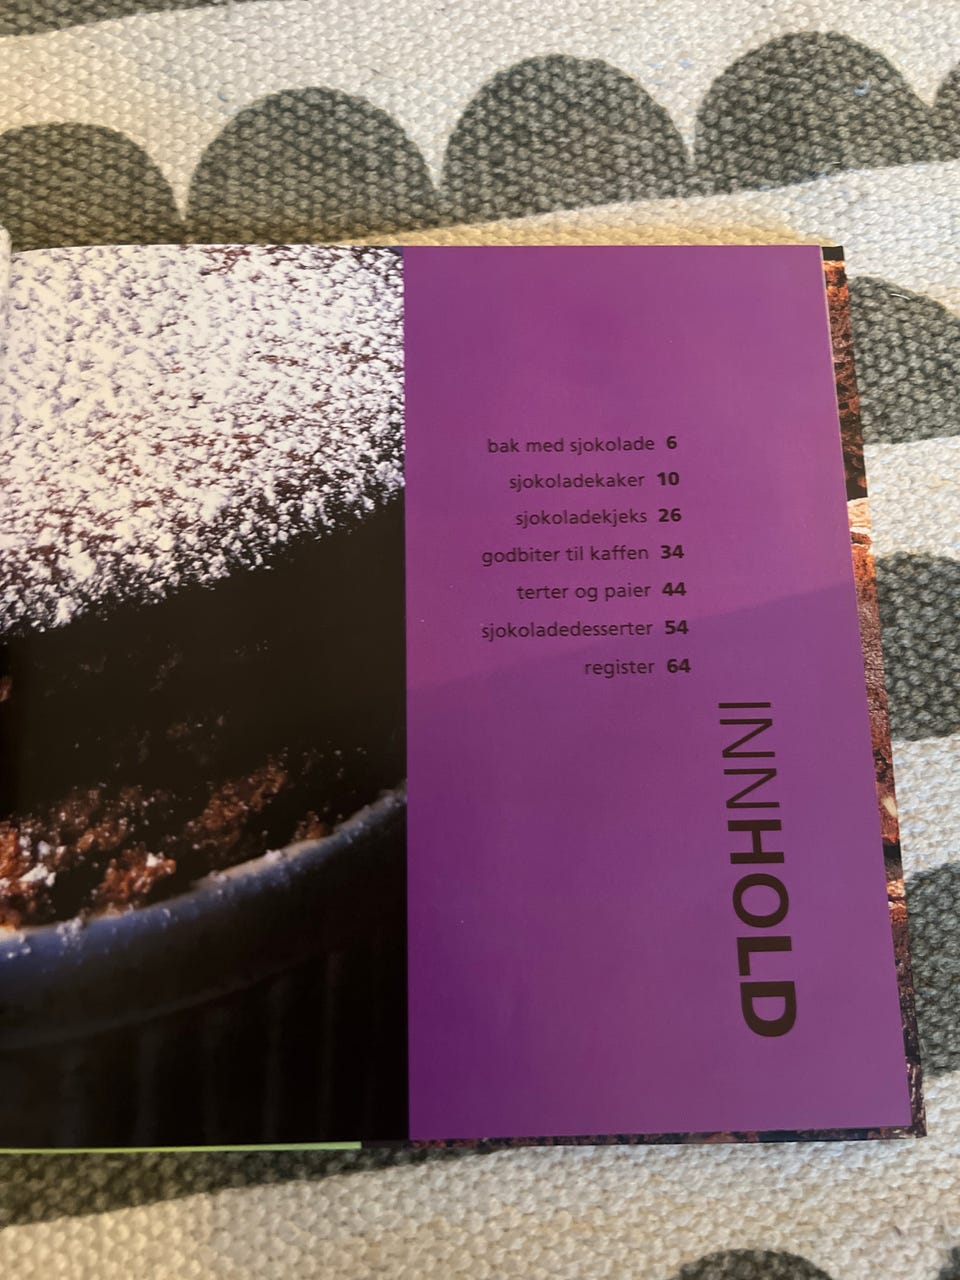 bak med sjokolade 6
sjokoladekaker 10
sjokoladekjeks 26
godbiter til kaffen 34
terter og paier 44
sjokoladedesserter 54
register 64
INNHOLD